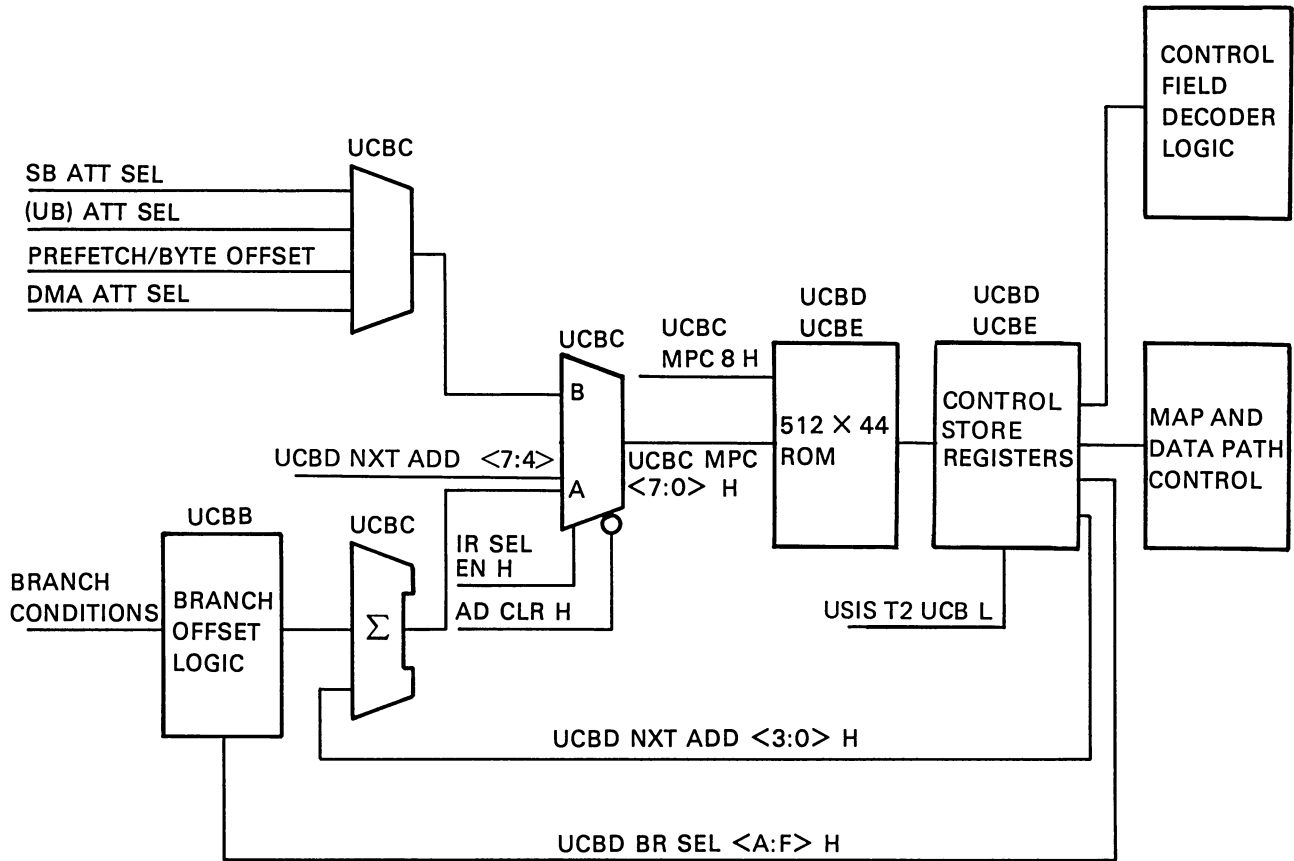 CONTROL
FIELD
DECODER
LOGIC
UCBC
SB ATT SEL
(UB) ATT SEL
PREFETCH/BYTE OFFSET
DMA ATT SEL
UCBC
B
A
UCBD NXT ADD <7:4>
UCBC
MPC 8 H
UCBC MPC
<7:0> H
UCBD
UCBE
512 × 44
ROM
UCBD
UCBE
CONTROL
STORE
REGISTERS
MAP AND
DATA PATH
CONTROL
UCBB
BRANCH
CONDITIONS
BRANCH
OFFSET
LOGIC
UCBC
Σ
IR SEL
EN H
AD CLR H
USIS T2 UCB L
UCBD NXT ADD <3:0> H
UCBD BR SEL <A:F> H